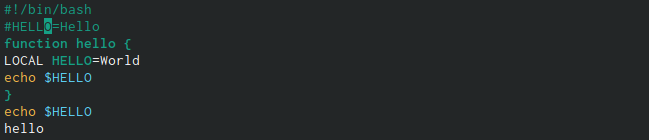 #!/bin/bash
#HELLO=Hello
function hello {
LOCAL HELLO=World
echo $HELLO
}
echo $HELLO
hello